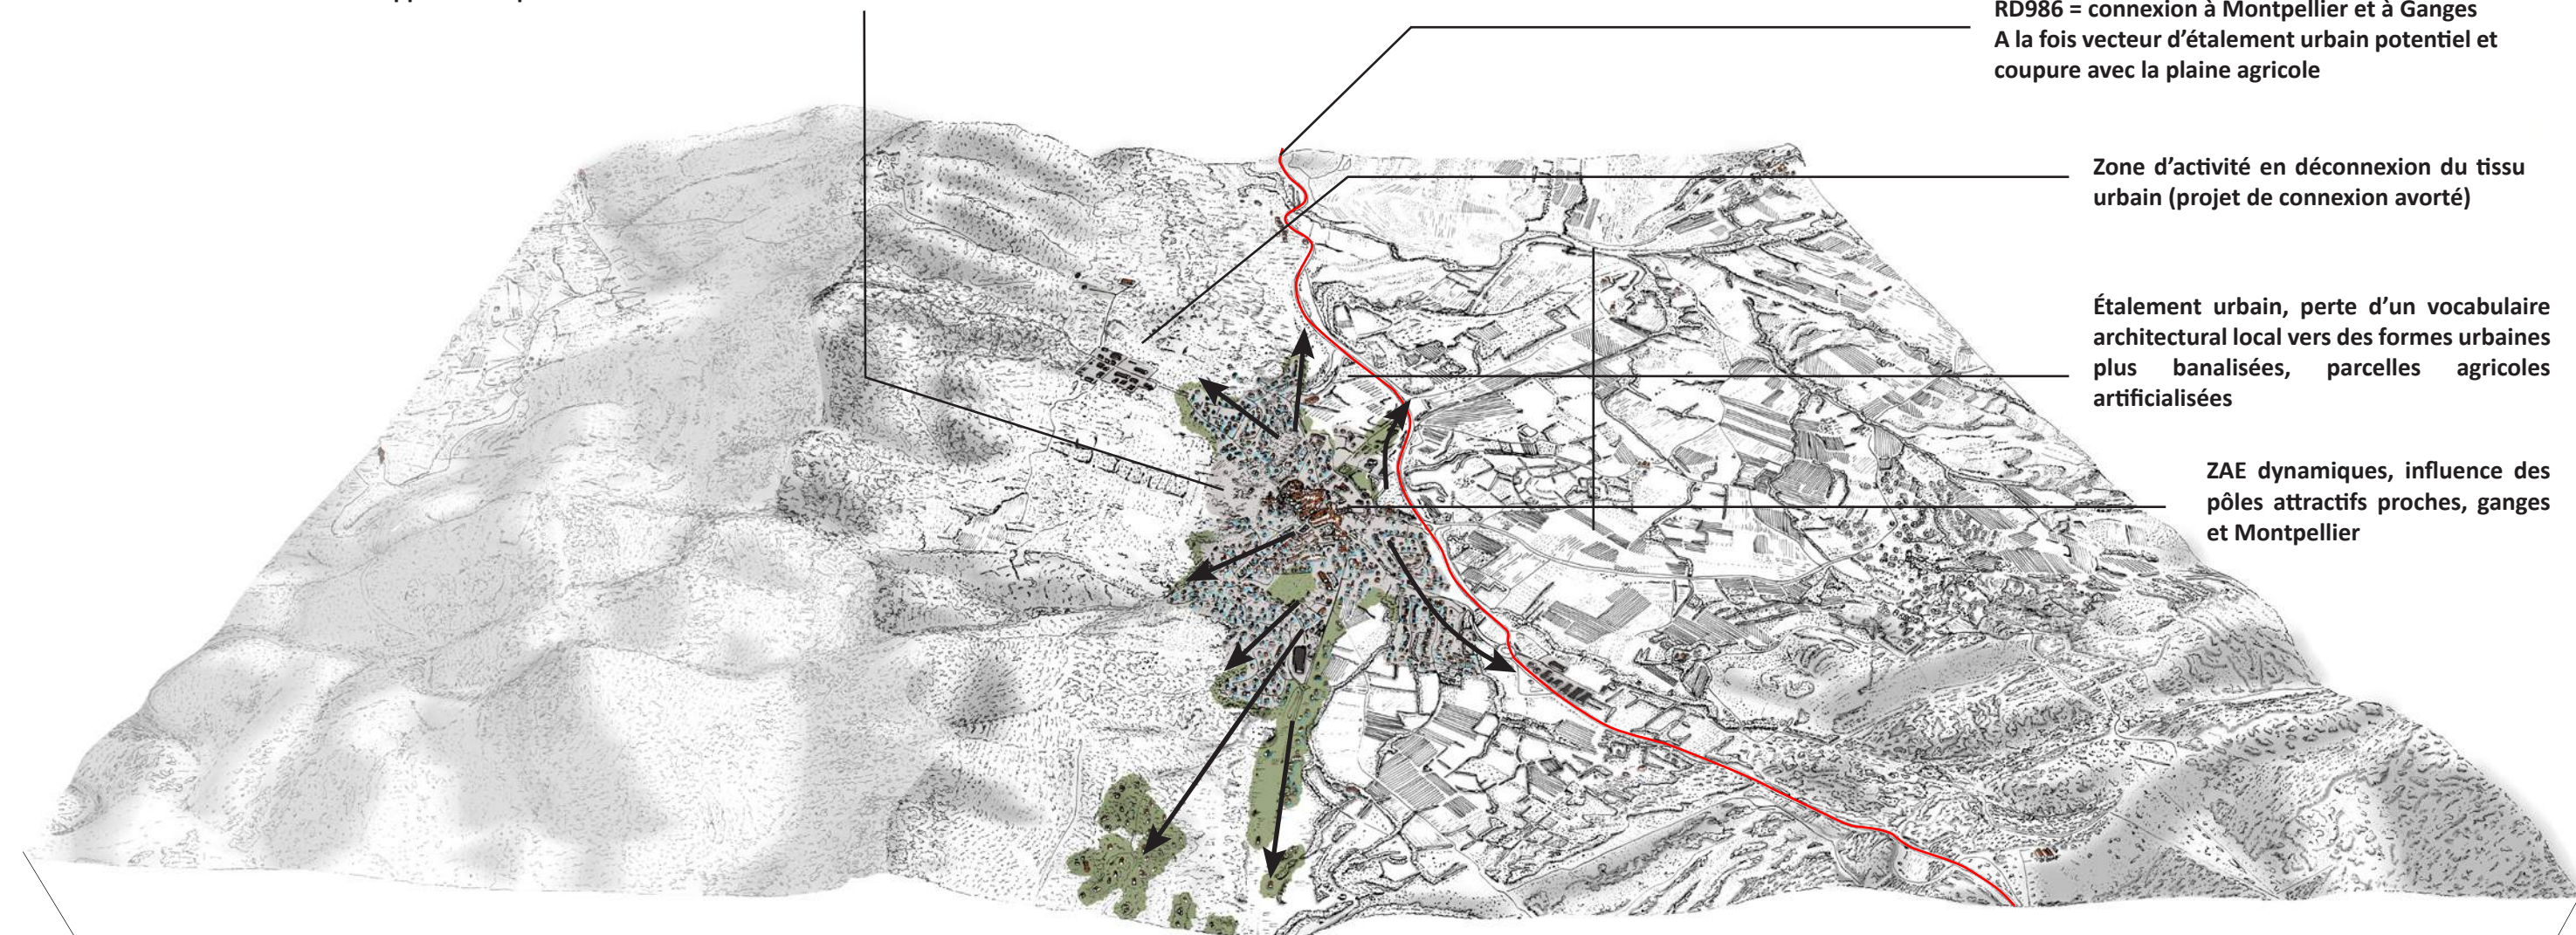 RD986 = connexion à Montpellier et à Ganges
A la fois vecteur d'étalement urbain potentiel et
coupure avec la plaine agricole
Zone d'activité en déconnexion du tissu
urbain (projet de connexion avorté)
Étalement urbain, perte d'un vocabulaire
architectural local vers des formes urbaines
plus banalisées, parcelles agricoles
artificialisées
ZAE dynamiques, influence des
pôles attractifs proches, ganges
et Montpellier